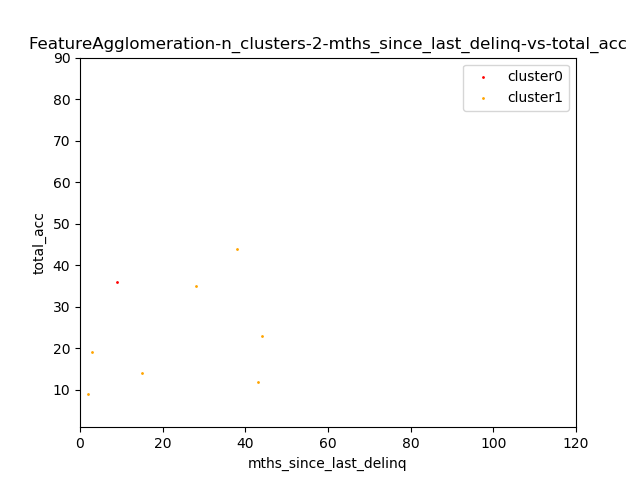 FeatureAgglomeration-n_clusters-2-mths_since_last_delinq-vs-total_acc
90
80
70
60
50
40
30
20
10
total_acc
cluster0
cluster1
0 20 40 60 80 100 120
mths_since_last_delinq